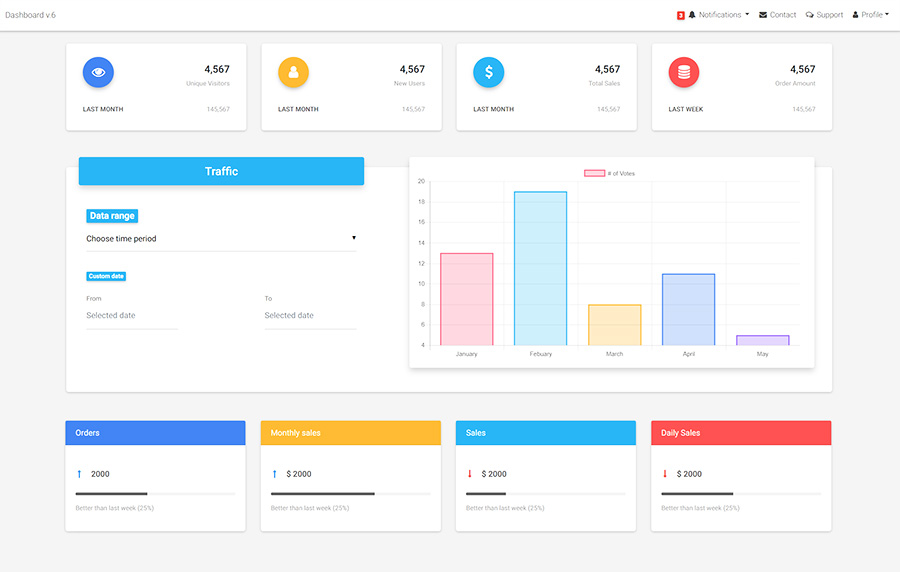 Dashboard v.6
3 Notifications Contact Support Profile
4,567
Unique Visitors
LAST MONTH 145,567
4,567
New Users
LAST MONTH 145,567
4,567
Total Sales
LAST MONTH 145,567
4,567
Order Amount
LAST WEEK 145,567
Traffic
Data range
Choose time period
Custom date
From To
Selected date Selected date
# of Votes
20
18
16
14
12
10
8
6
4
January Febuary March April May
Orders
2000
Better than last week (25%)
Monthly sales
$ 2000
Better than last week (25%)
Sales
$ 2000
Better than last week (25%)
Daily Sales
$ 2000
Better than last week (25%)